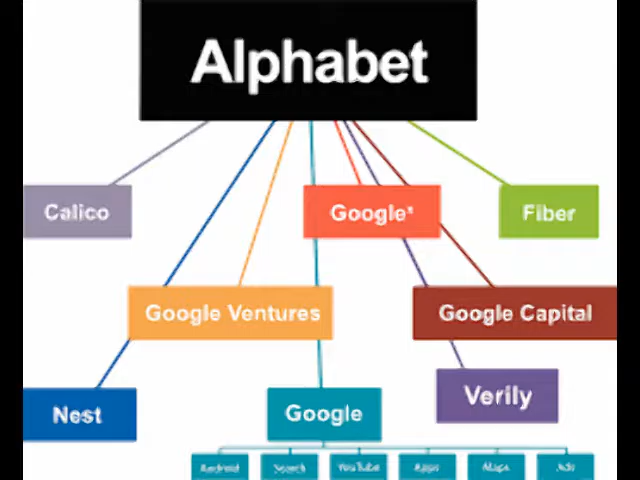 Alphabet
Calico
Google*
Fiber
Google Ventures
Google Capital
Nest
Google
Verily
Android
Search
YouTube
Apps
Maps
Ads